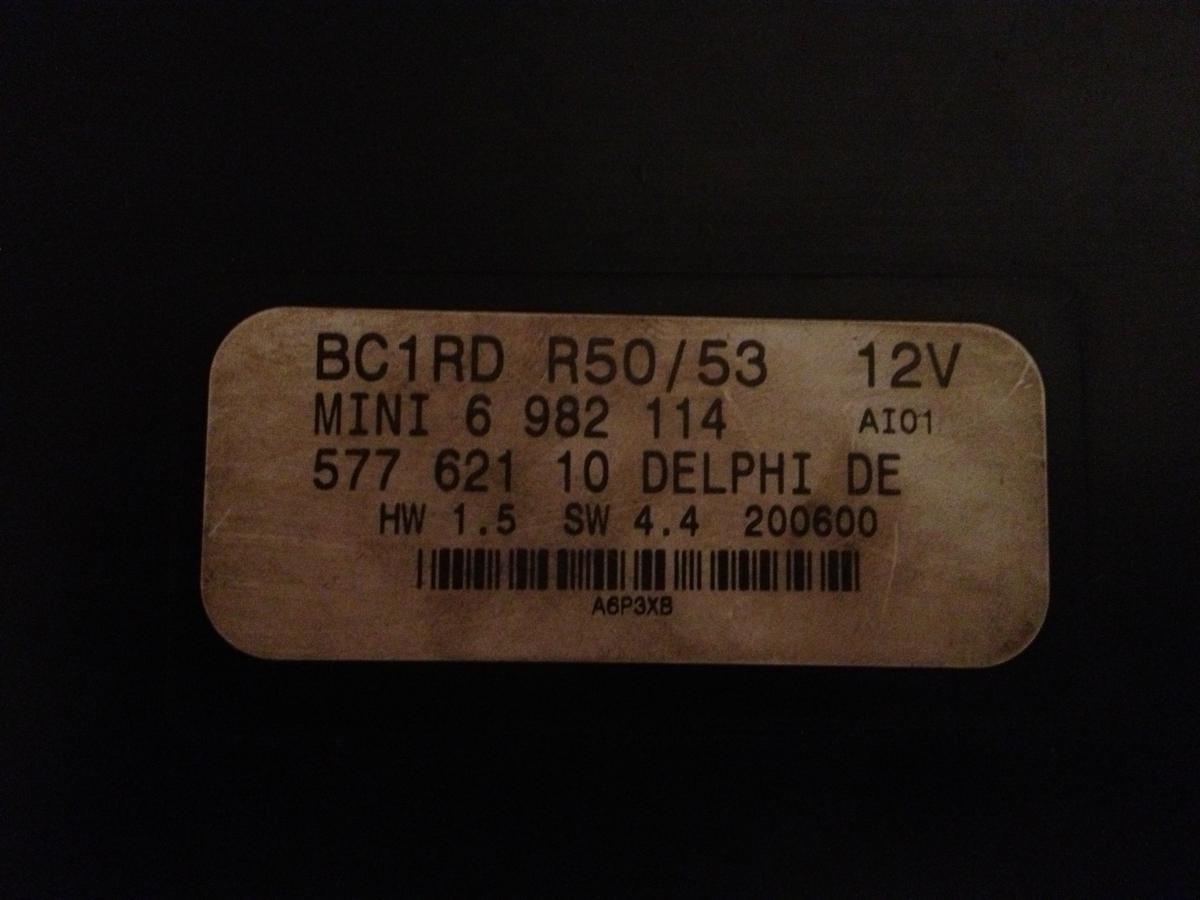 BC1RD R50/53 12V
MINI 6 982 114 AI01
577 621 10 DELPHI DE
HW 1.5 SW 4.4 200600
A6P3XB